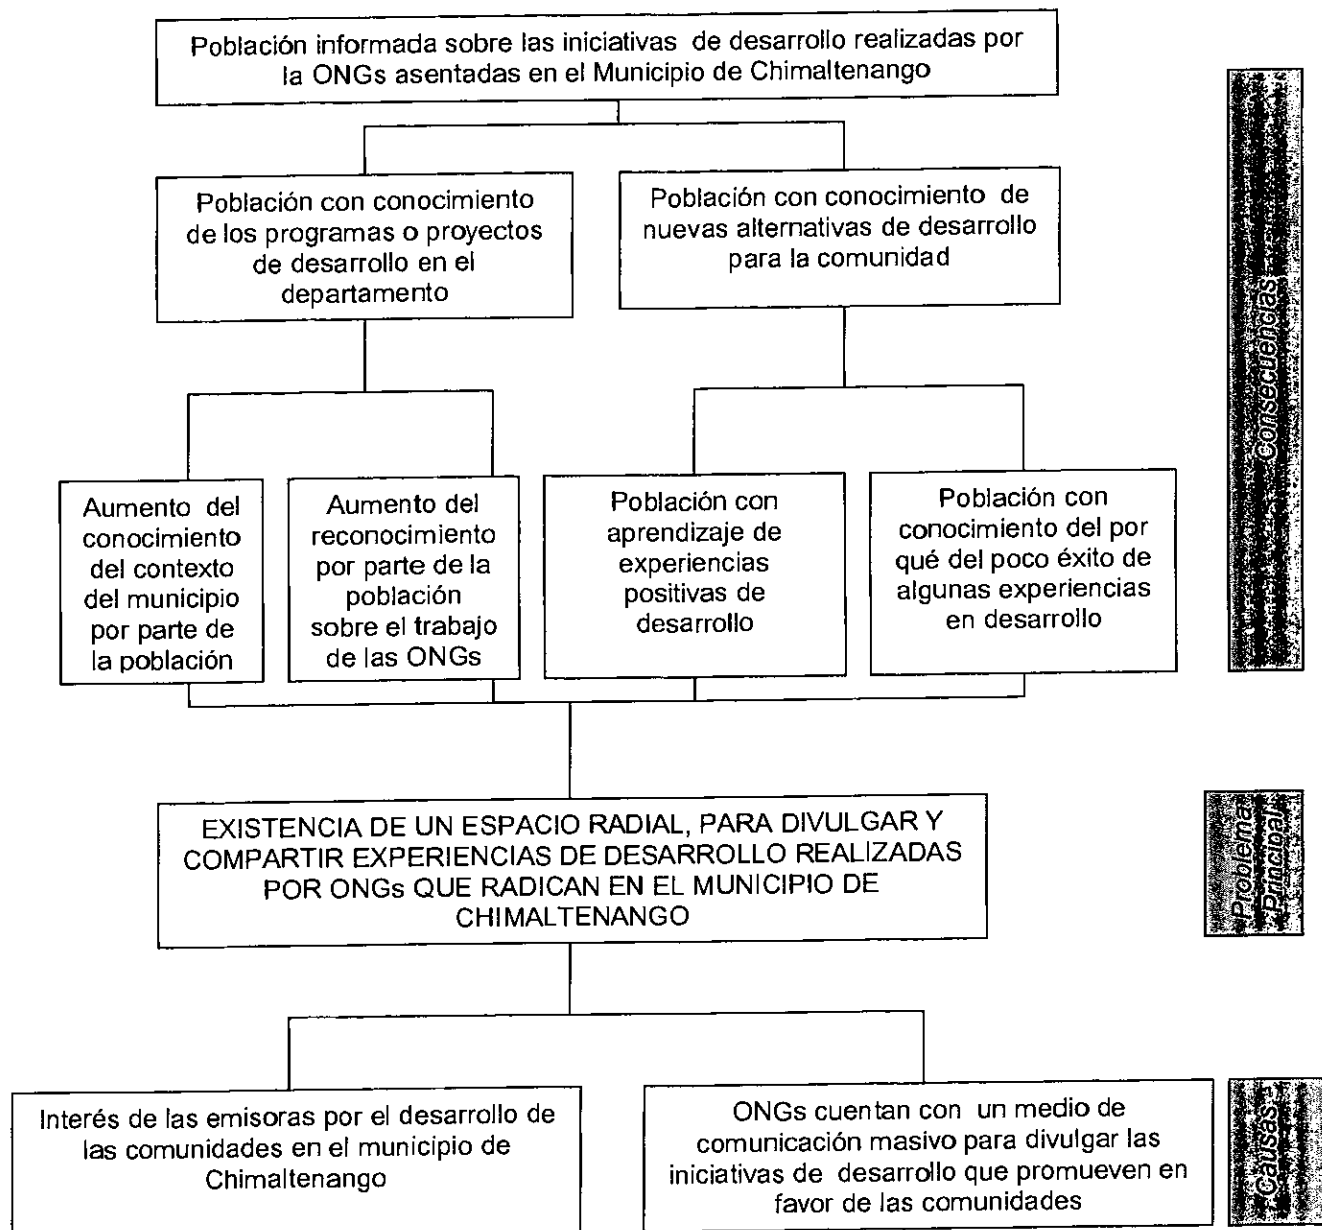 Población informada sobre las iniciativas de desarrollo realizadas por
la ONGs asentadas en el Municipio de Chimaltenango
Población con conocimiento
de los programas o proyectos
de desarrollo en el
departamento
Población con conocimiento de
nuevas alternativas de desarrollo
para la comunidad
Aumento del
conocimiento
del contexto
del municipio
por parte de
la población
Aumento del
reconocimiento
por parte de la
población
sobre el trabajo
de las ONGs
Población con
aprendizaje de
experiencias
positivas de
desarrollo
Población con
conocimiento del por
qué del poco éxito de
algunas experiencias
en desarrollo
Consecuencias
EXISTENCIA DE UN ESPACIO RADIAL, PARA DIVULGAR Y
COMPARTIR EXPERIENCIAS DE DESARROLLO REALIZADAS
POR ONGs QUE RADICAN EN EL MUNICIPIO DE
CHIMALTENANGO
Problema
Principal
Interés de las emisoras por el desarrollo de
las comunidades en el municipio de
Chimaltenango
ONGs cuentan con un medio de
comunicación masivo para divulgar las
iniciativas de desarrollo que promueven en
favor de las comunidades
Causas